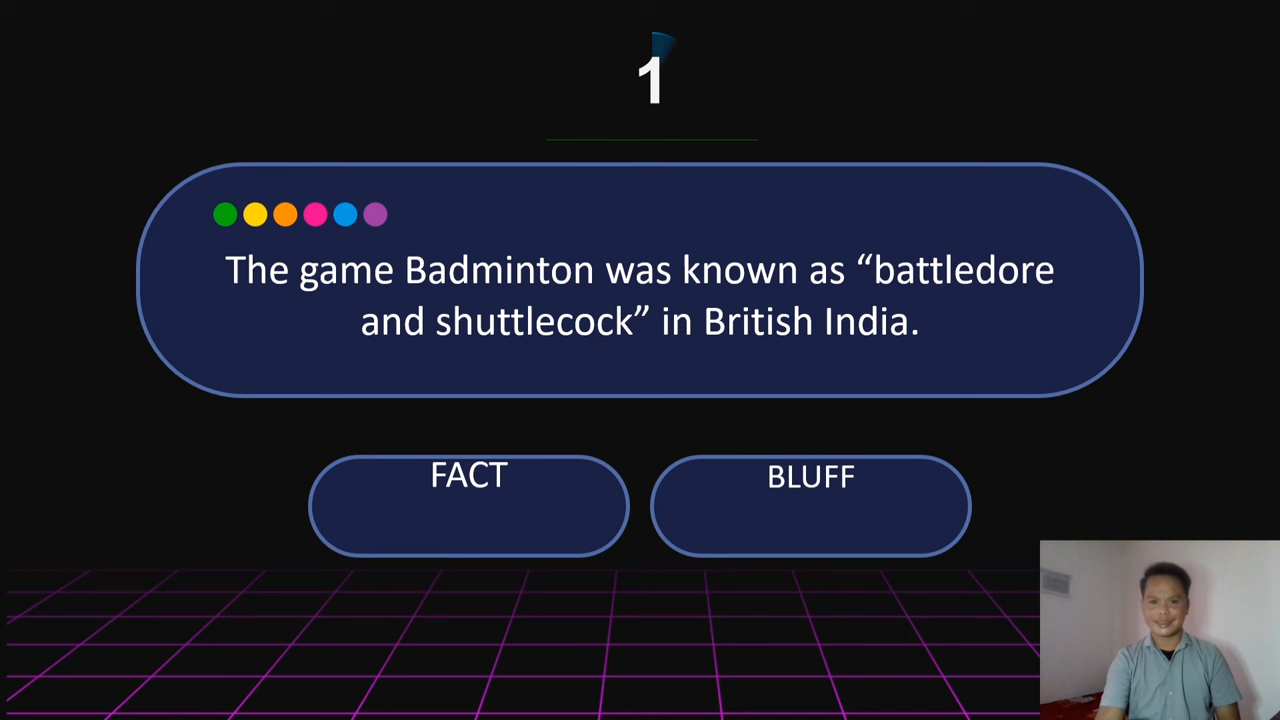 1
The game Badminton was known as “battledore
and shuttlecock” in British India.
FACT
BLUFF